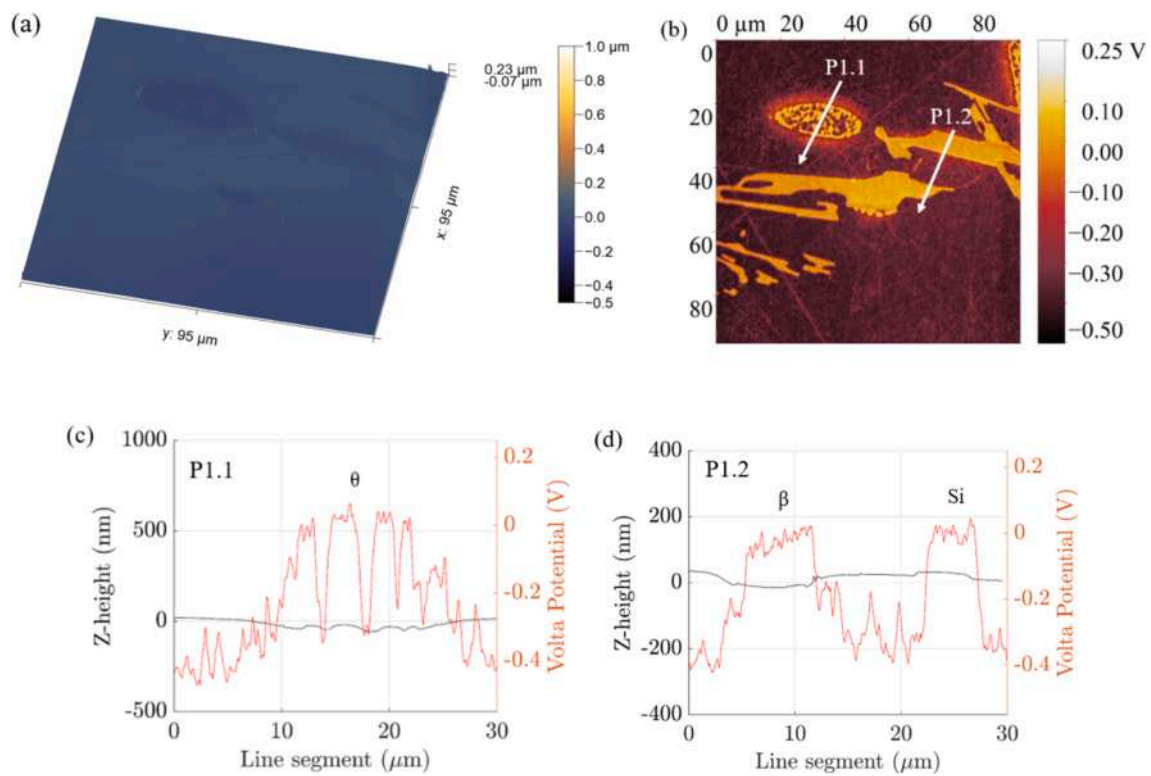 (a)
1.0 μm
0.8
0.6
0.4
0.2
0.0
−0.2
−0.5
0.23 μm
-0.07 μm
x: 95 μm
y: 95 μm
(b)
0 μm 20 40 60 80
0
20
40
60
80
P1.1
P1.2
0.25 V
0.10
0.00
−0.10
−0.20
−0.30
−0.50
(c)
P1.1
θ
1000
500
0
-500
Z-height (nm)
0.2
0
-0.2
-0.4
Volta Potential (V)
0 10 20 30
Line segment (μm)
(d)
P1.2
β Si
400
200
0
-200
-400
Z-height (nm)
0.2
0
-0.2
-0.4
Volta Potential (V)
0 10 20 30
Line segment (μm)